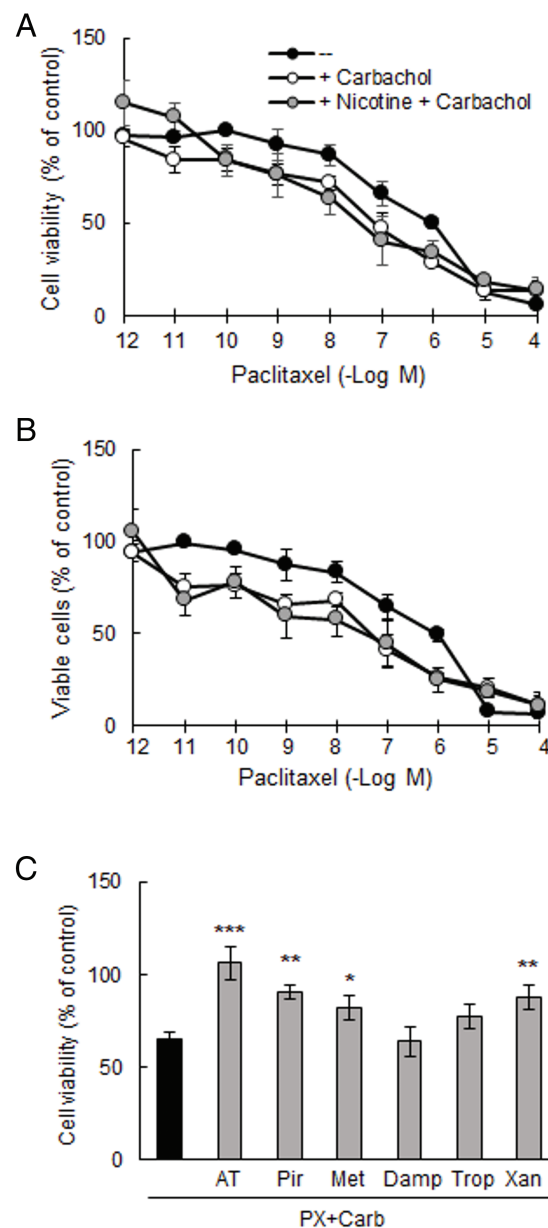 A
150
100
50
0
Cell viability (% of control)
--
+ Carbachol
+ Nicotine + Carbachol
12 11 10 9 8 7 6 5 4
Paclitaxel (-Log M)
B
150
100
50
0
Viable cells (% of control)
12 11 10 9 8 7 6 5 4
Paclitaxel (-Log M)
C
150
100
50
0
Cell viability (% of control)
*** ** * **
AT Pir Met Damp Trop Xan
PX+Carb